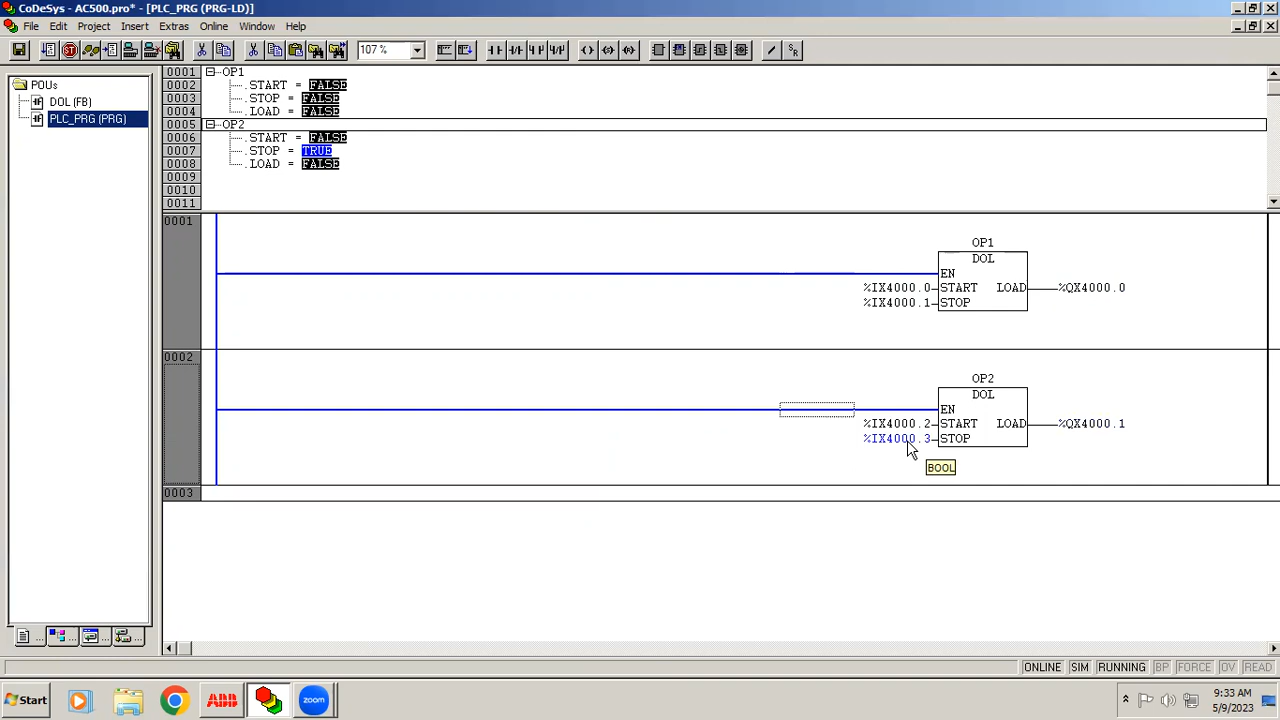 CoDeSys - AC500.pro* - [PLC_PRG (PRG-LD)]
File Edit Project Insert Extras Online Window Help
107 %
POUs
DOL (FB)
PLC_PRG (PRG)
0001 OP1
0002 .START = FALSE
0003 .STOP = FALSE
0004 .LOAD = FALSE
0005 OP2
0006 .START = FALSE
0007 .STOP = TRUE
0008 .LOAD = FALSE
0009
0010
0011
0001
OP1
DOL
EN
%IX4000.0 START LOAD %QX4000.0
%IX4000.1 STOP
0002
OP2
DOL
EN
%IX4000.2 START LOAD %QX4000.1
%IX4000.3 STOP
BOOL
0003
ONLINE SIM RUNNING BP FORCE OV READ
Start ABB zoom
9:33 AM
5/9/2023